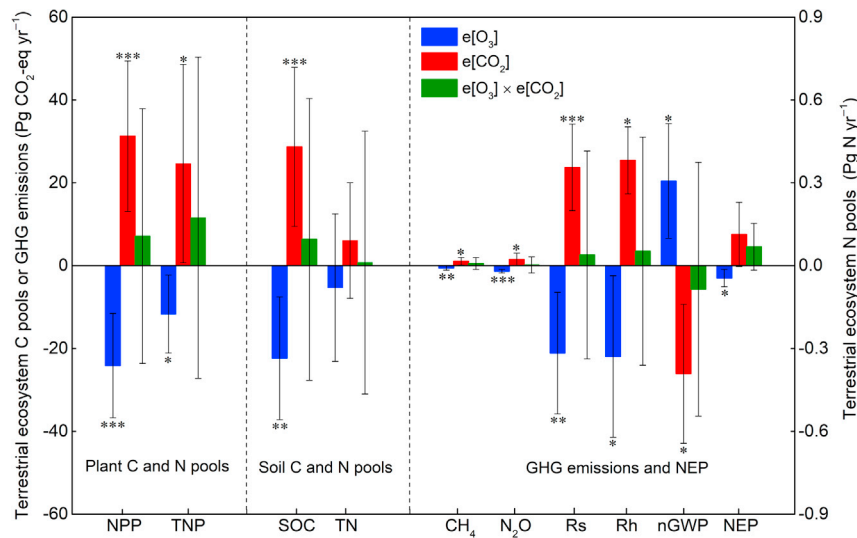 Terrestrial ecosystem C pools or GHG emissions (Pg CO₂-eq yr⁻¹)
60
40
20
0
-20
-40
-60
e[O₃]
e[CO₂]
e[O₃] × e[CO₂]
***
*
***
***
*
*
*
*
***
*
**
**
***
**
*
*
*
Plant C and N pools
Soil C and N pools
GHG emissions and NEP
NPP
TNP
SOC
TN
CH₄
N₂O
Rs
Rh
nGWP
NEP
0.9
0.6
0.3
0.0
-0.3
-0.6
-0.9
Terrestrial ecosystem N pools (Pg N yr⁻¹)